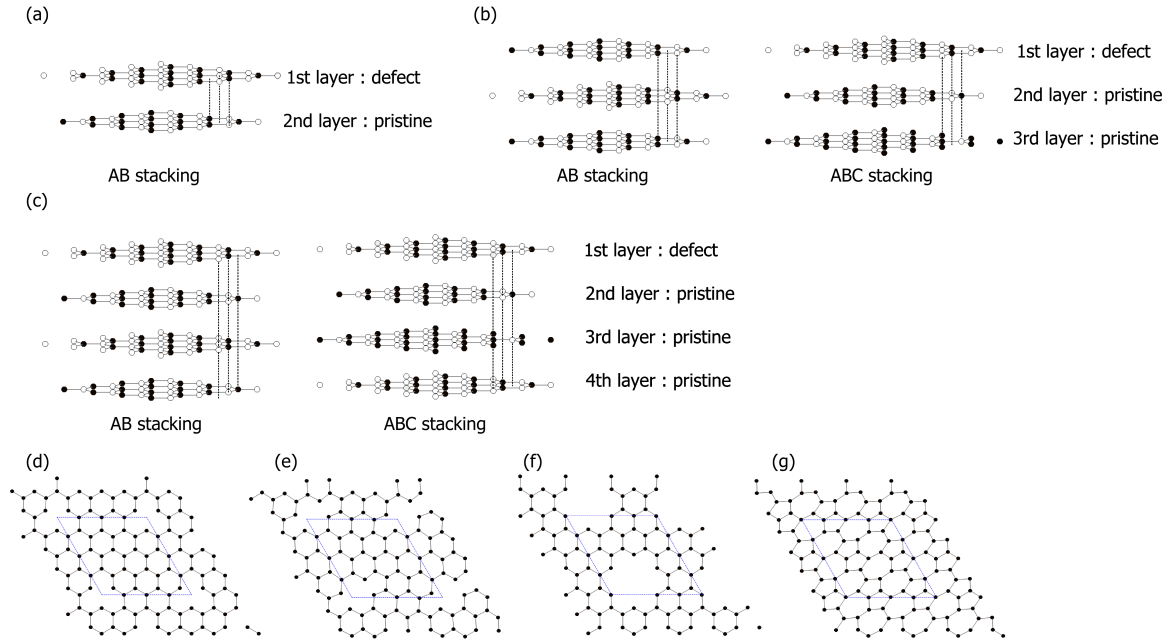 (a)
(b)
1st layer : defect
2nd layer : pristine
AB stacking
1st layer : defect
2nd layer : pristine
3rd layer : pristine
AB stacking
ABC stacking
(c)
1st layer : defect
2nd layer : pristine
3rd layer : pristine
4th layer : pristine
AB stacking
ABC stacking
(d)
(e)
(f)
(g)